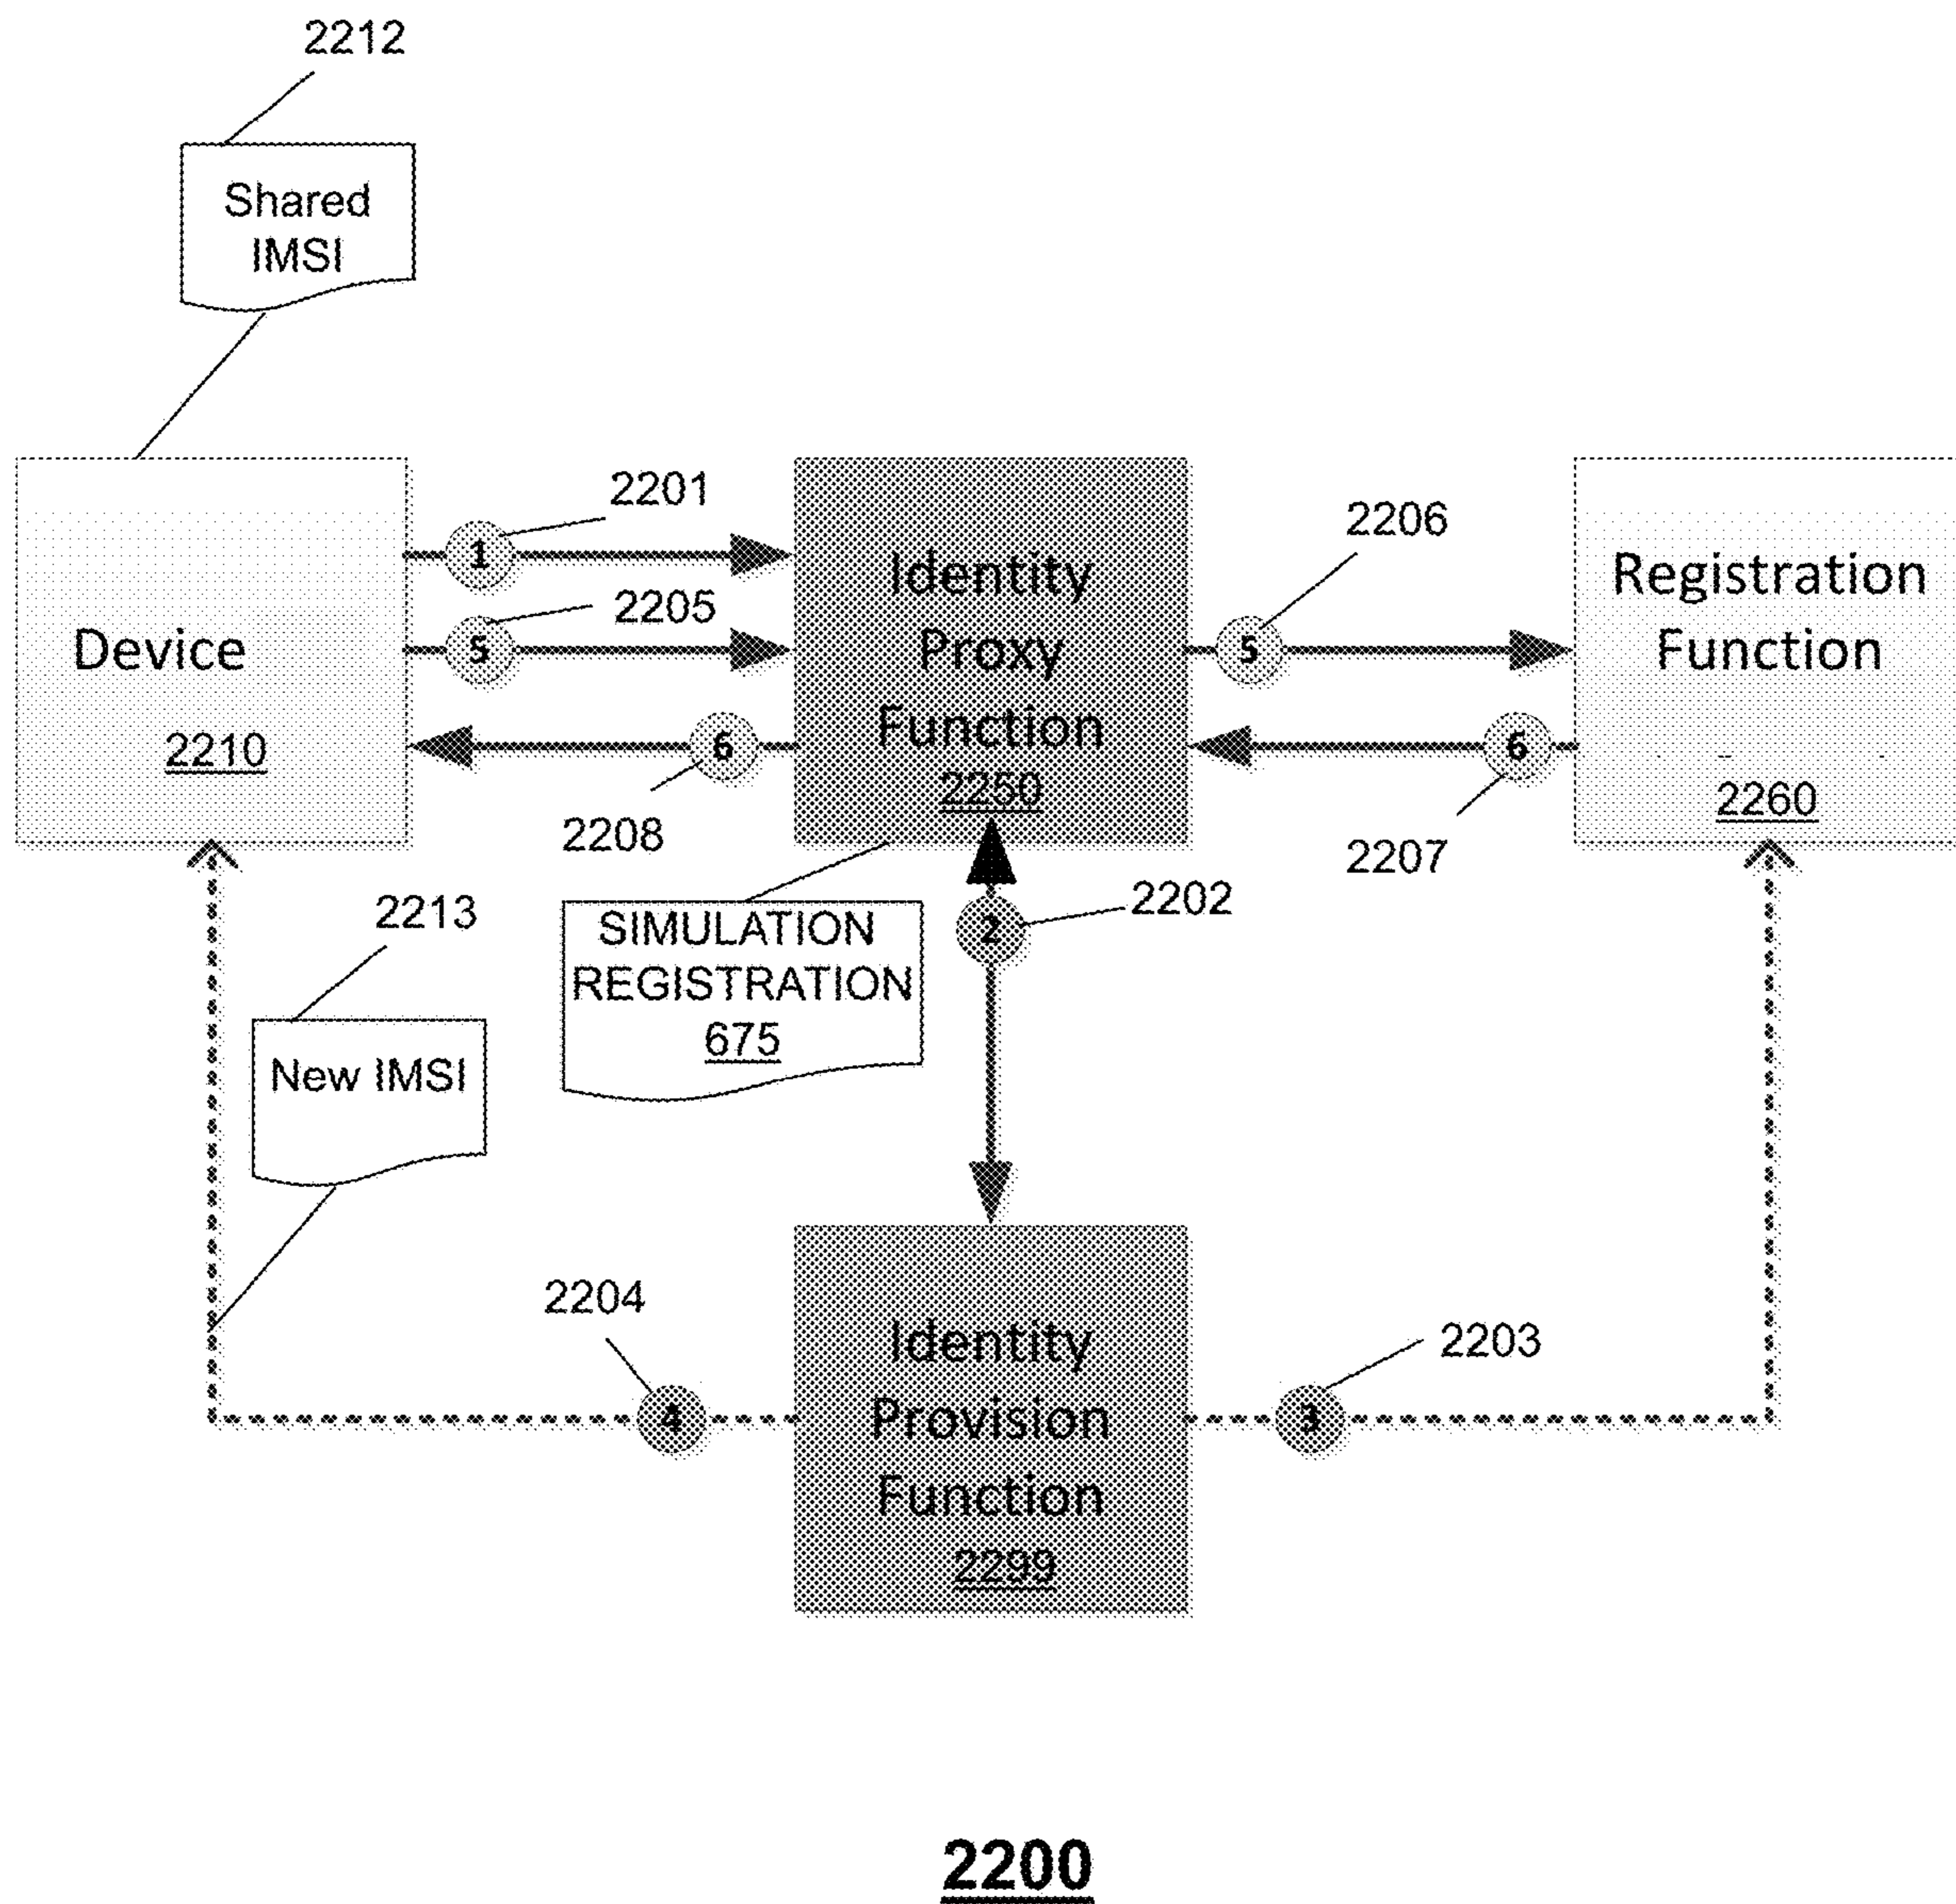 2212
Shared
IMSI
2201
1
2205
5
Device
2210
2208
6
Identity
Proxy
Function
2250
2206
5
2207
6
Registration
Function
2260
2213
New IMSI
SIMULATION
REGISTRATION
675
2
2202
2204
4
Identity
Provision
Function
2299
2203
3
2200